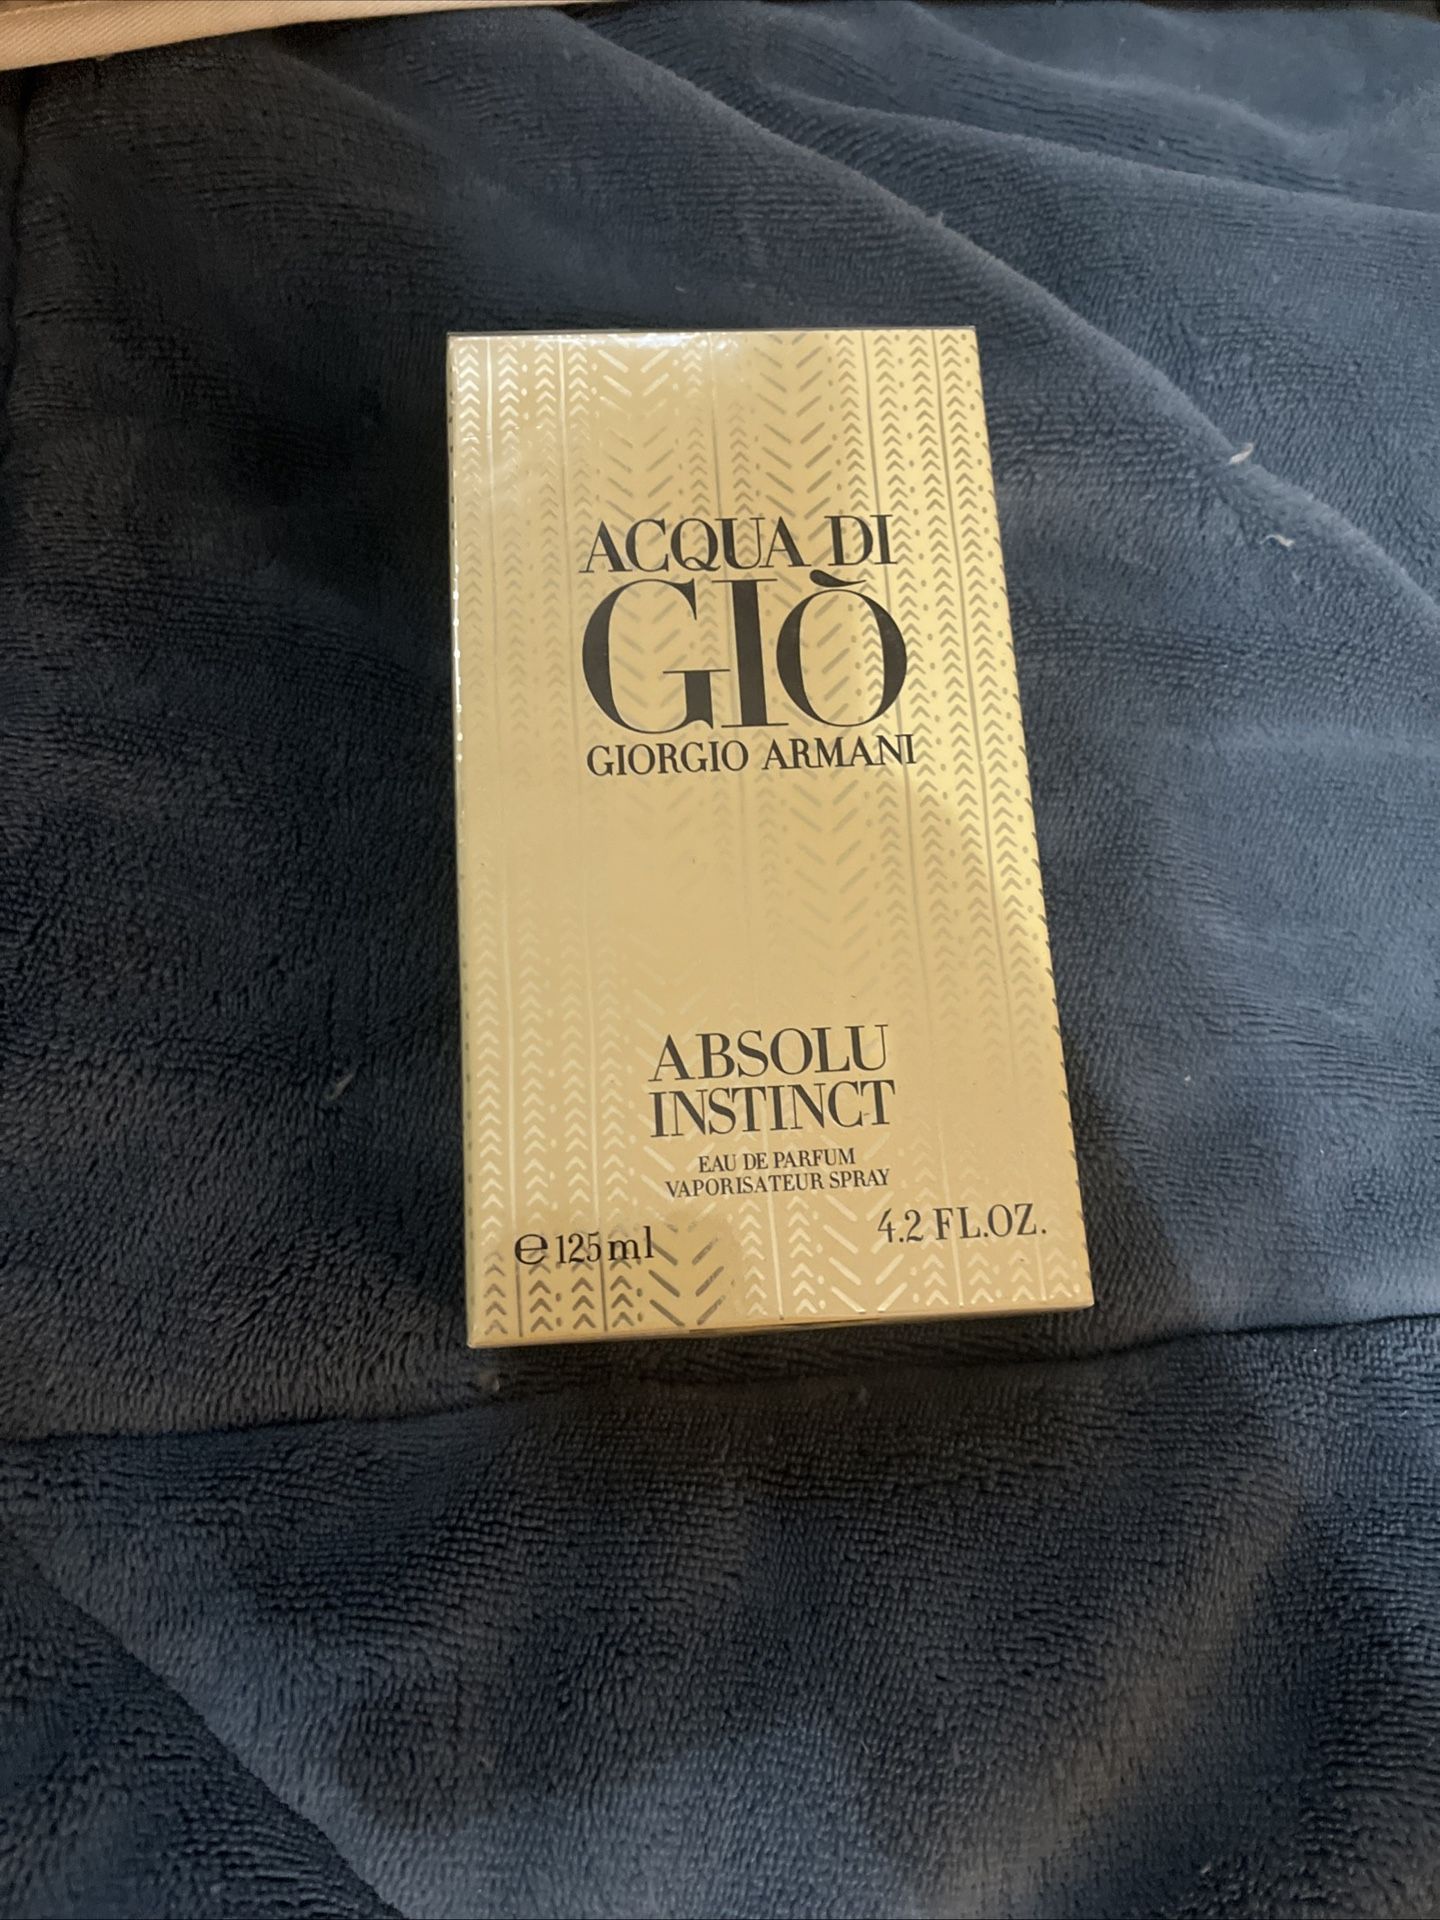 ACQUA DI
GIÒ
GIORGIO ARMANI
ABSOLU
INSTINCT
EAU DE PARFUM
VAPORISATEUR SPRAY
℮ 125 ml
4.2 FL.OZ.